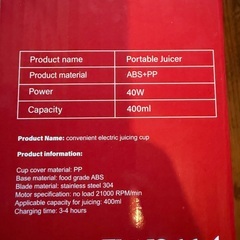 Product name Portable Juicer
Product material ABS+PP
Power 40W
Capacity 400ml
Product Name: convenient electric juicing cup
Product information:
Cup cover material: PP
Base material: food grade ABS
Blade material: stainless steel 304
Motor specification: no load 21000 RPM/min
Applicable capacity for juicing: 400ml
Charging time: 3-4 hours